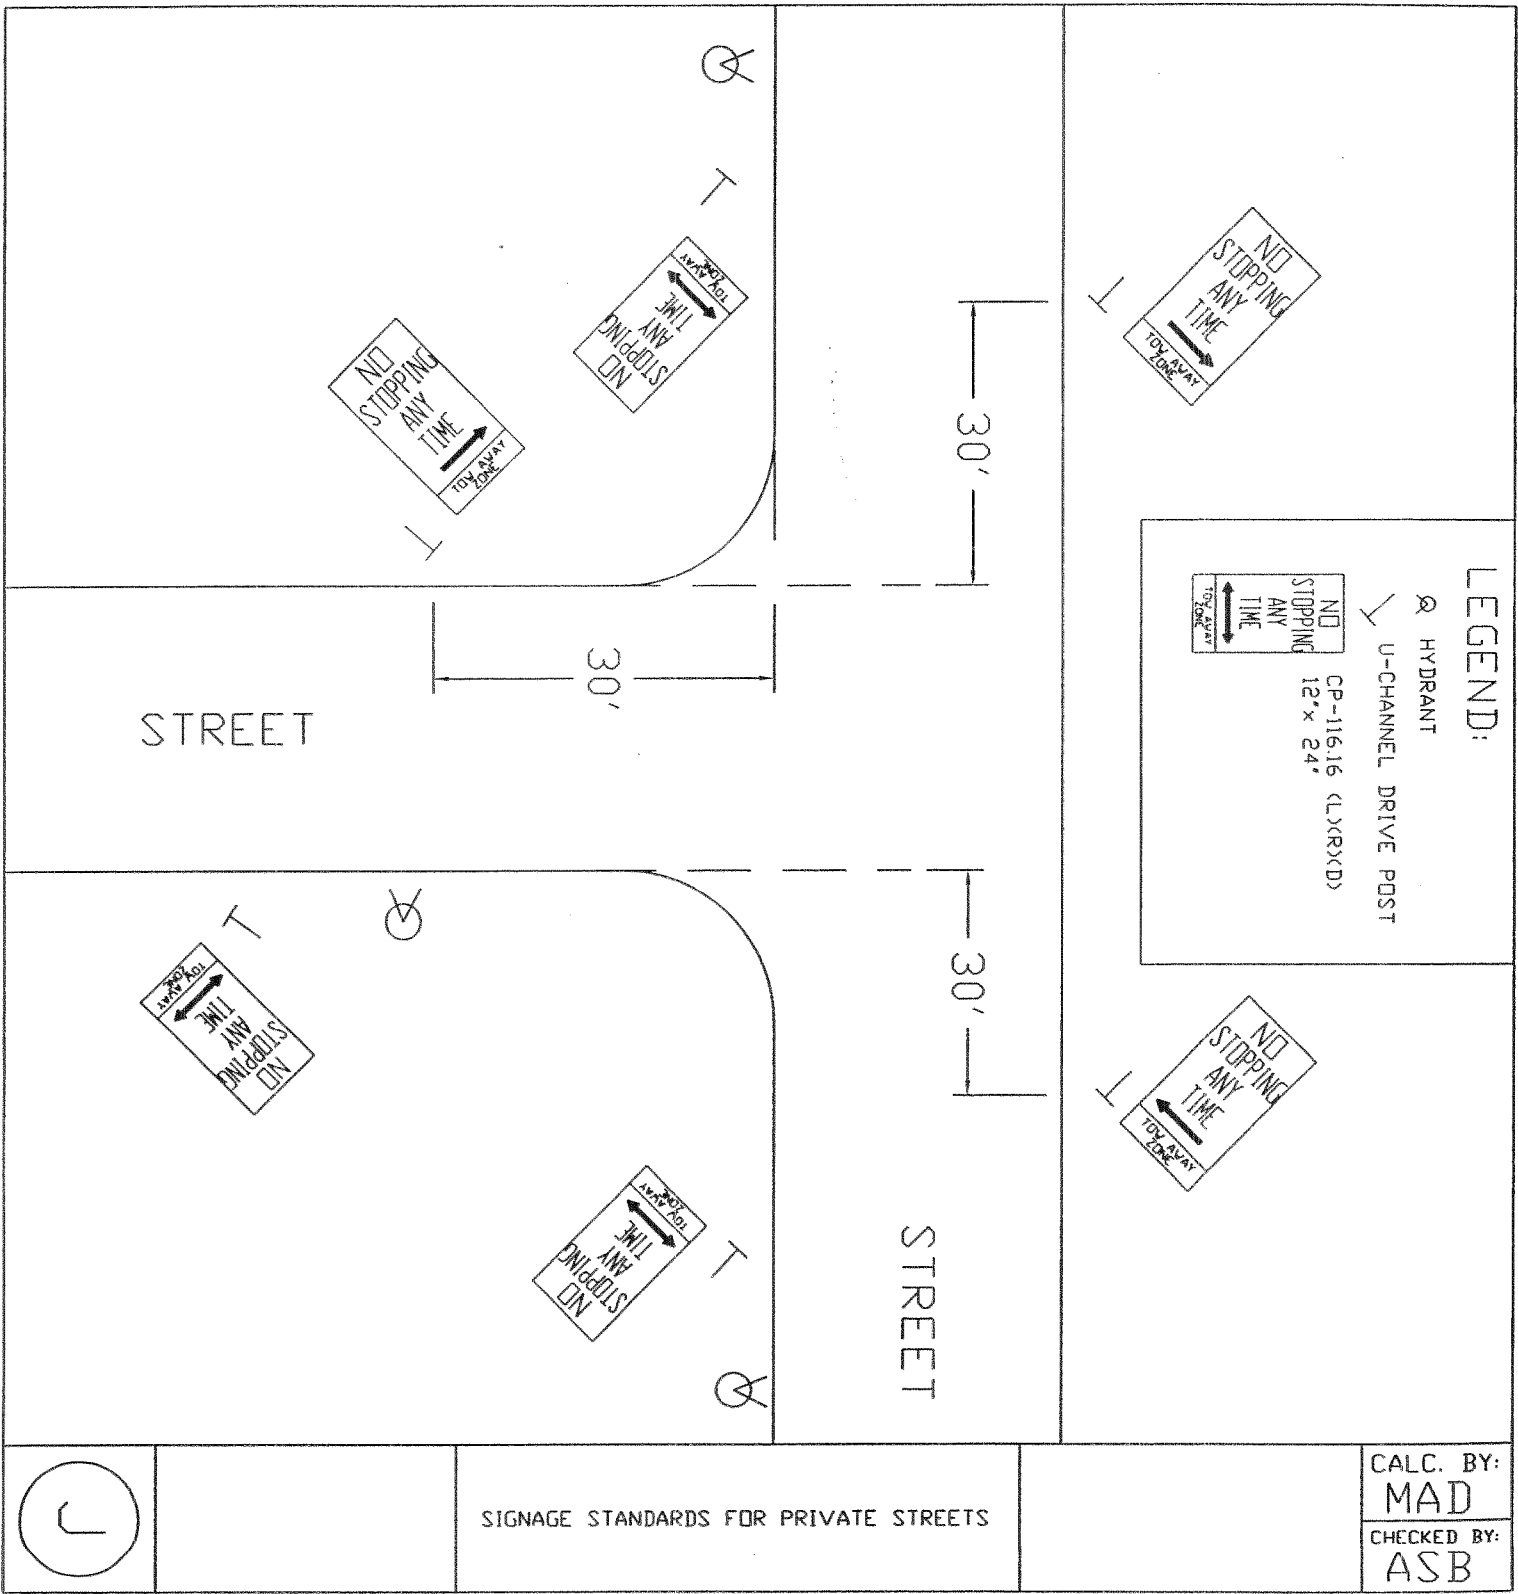 NO
STOPPING
ANY
TIME
TOW AWAY
ZONE
NO
STOPPING
ANY
TIME
TOW AWAY
ZONE
NO
STOPPING
ANY
TIME
TOW AWAY
ZONE
30'
30'
STREET
LEGEND:
HYDRANT
U-CHANNEL DRIVE POST
NO
STOPPING
ANY
TIME
TOW AWAY
ZONE
CP-116.16 (L)(R)(D)
12"x 24"
30'
NO
STOPPING
ANY
TIME
TOW AWAY
ZONE
NO
STOPPING
ANY
TIME
TOW AWAY
ZONE
NO
STOPPING
ANY
TIME
TOW AWAY
ZONE
STREET
J
SIGNAGE STANDARDS FOR PRIVATE STREETS
CALC. BY:
MAD
CHECKED BY:
ASB